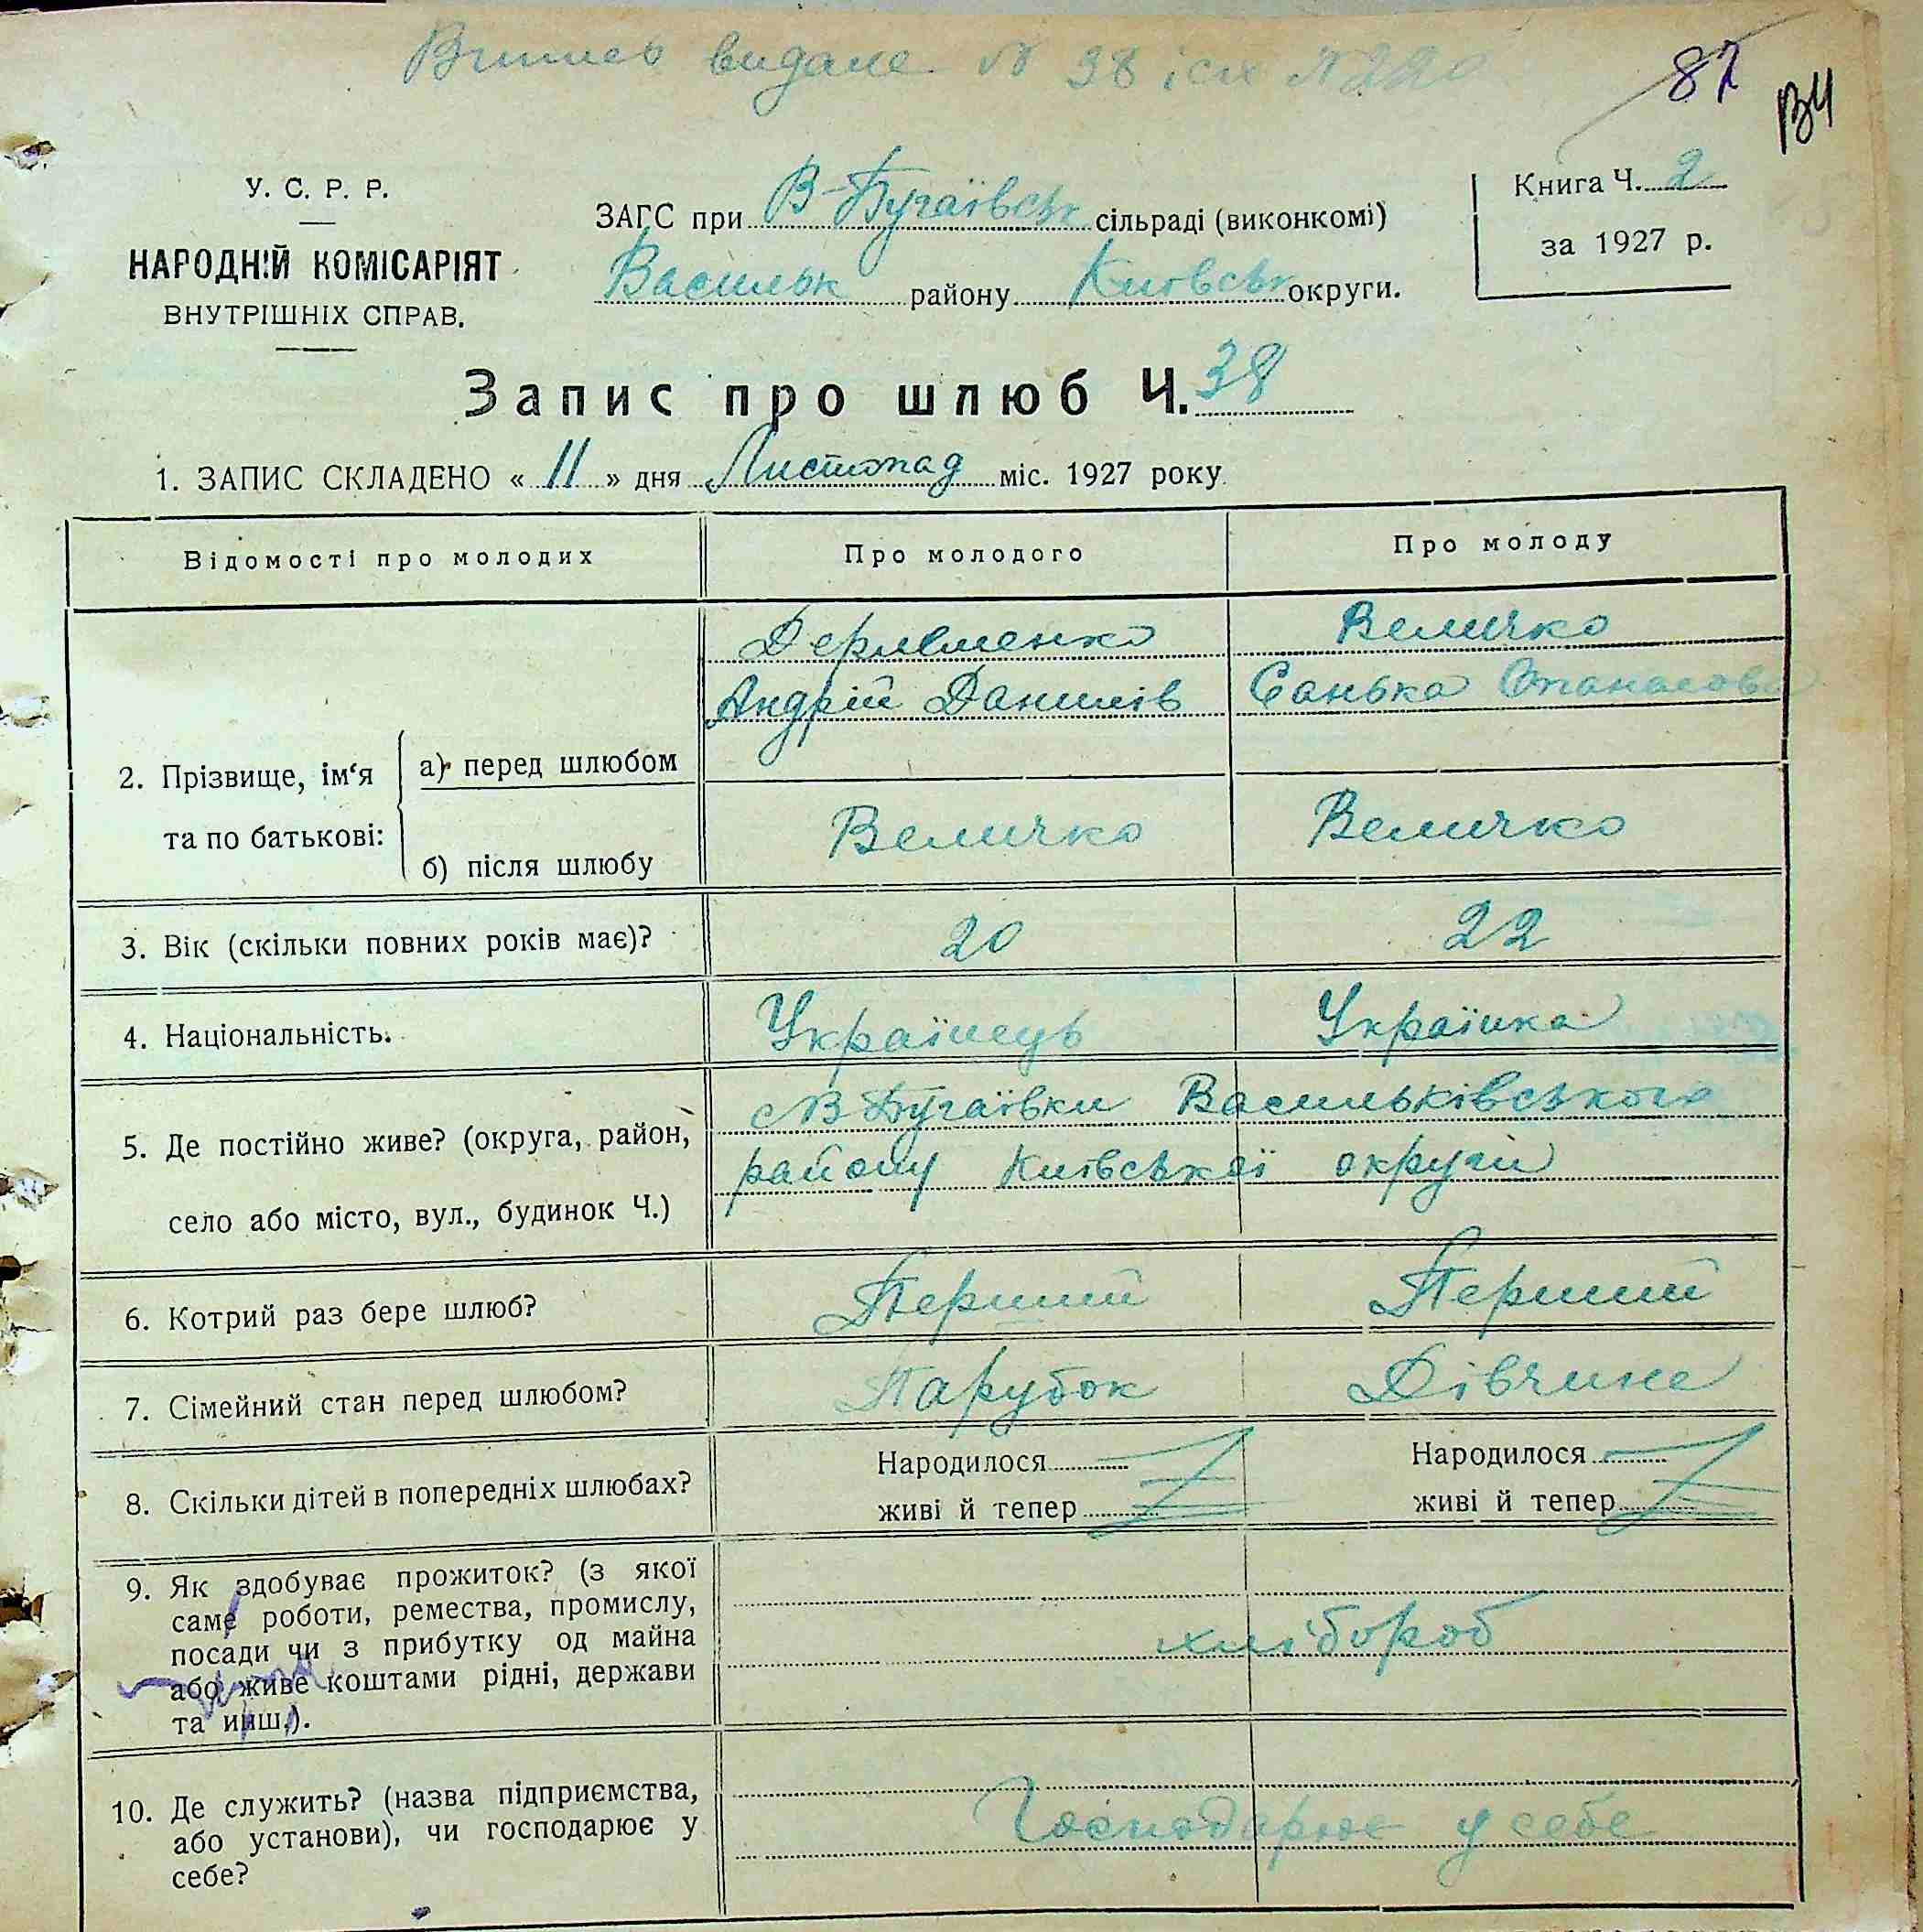 видане № 38 ісх № 220
87
В4
У. С. Р. Р.
НАРОДНІЙ КОМІСАРІЯТ
ВНУТРІШНІХ СПРАВ.
ЗАГС при В-Бугаївськ сільраді (виконкомі)
Васильк району Київськ округи.
Книга Ч. 2
за 1927 р.
Запис про шлюб Ч. 38
1. ЗАПИС СКЛАДЕНО « 11 » дня Листопад міс. 1927 року
Відомості про молодих Про молодого Про молоду
Величко
Андрій Данилів Санька Опанасова
2. Прізвище, ім‘я та по батькові:
а) перед шлюбом
б) після шлюбу Величко Величко
3. Вік (скільки повних років має)? 20 22
4. Національність. Українець Українка
5. Де постійно живе? (округа, район,
село або місто, вул., будинок Ч.)
с В Бугаївки Васильківського
району Київської округи
6. Котрий раз бере шлюб? Перший Перший
7. Сімейний стан перед шлюбом? Парубок Дівчина
8. Скільки дітей в попередніх шлюбах?
Народилося Народилося
живі й тепер живі й тепер
9. Як здобуває прожиток? (з якої
саме роботи, ремества, промислу,
посади чи з прибутку од майна
або живе коштами рідні, держави
та инш.).
хлібороб
10. Де служить? (назва підприємства,
або установи), чи господарює у
себе?
Господарює у себе